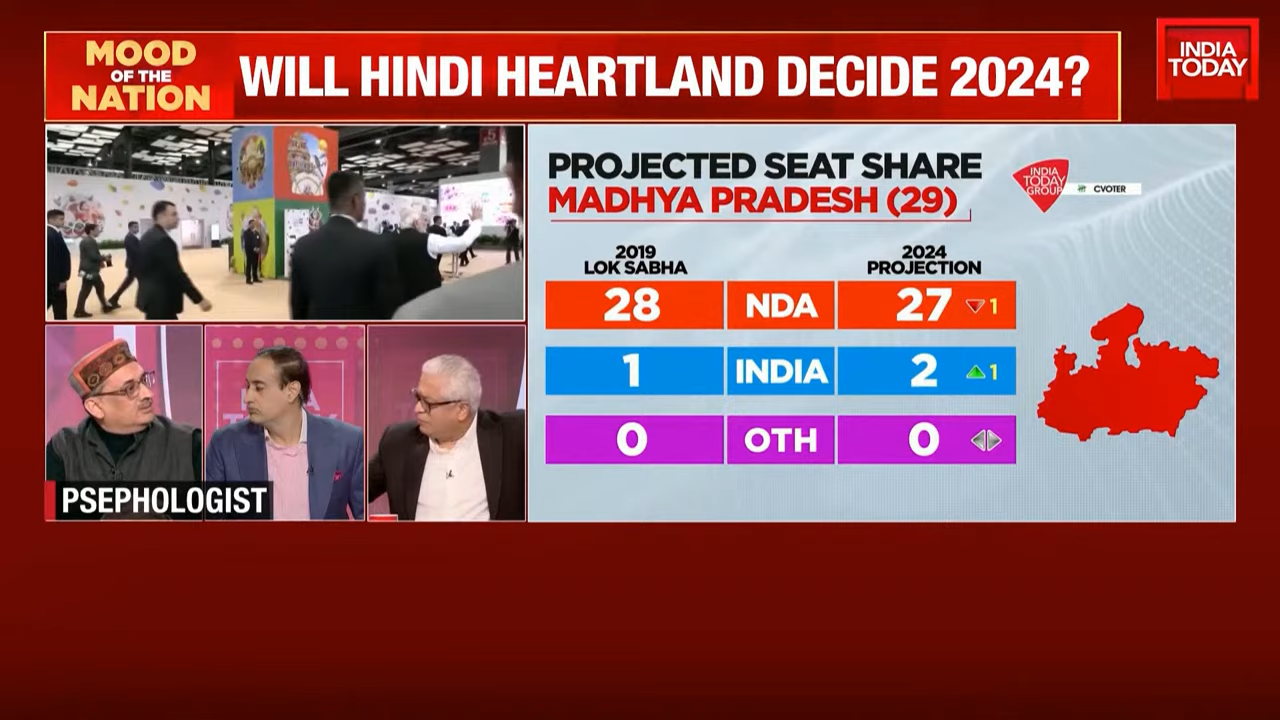 MOOD
OF THE
NATION
WILL HINDI HEARTLAND DECIDE 2024?
INDIA
TODAY
PROJECTED SEAT SHARE
MADHYA PRADESH (29)
INDIA
TODAY
GROUP
CVOTER
2019
LOK SABHA
2024
PROJECTION
28 NDA 27 1
1 INDIA 2 1
0 OTH 0
PSEPHOLOGIST